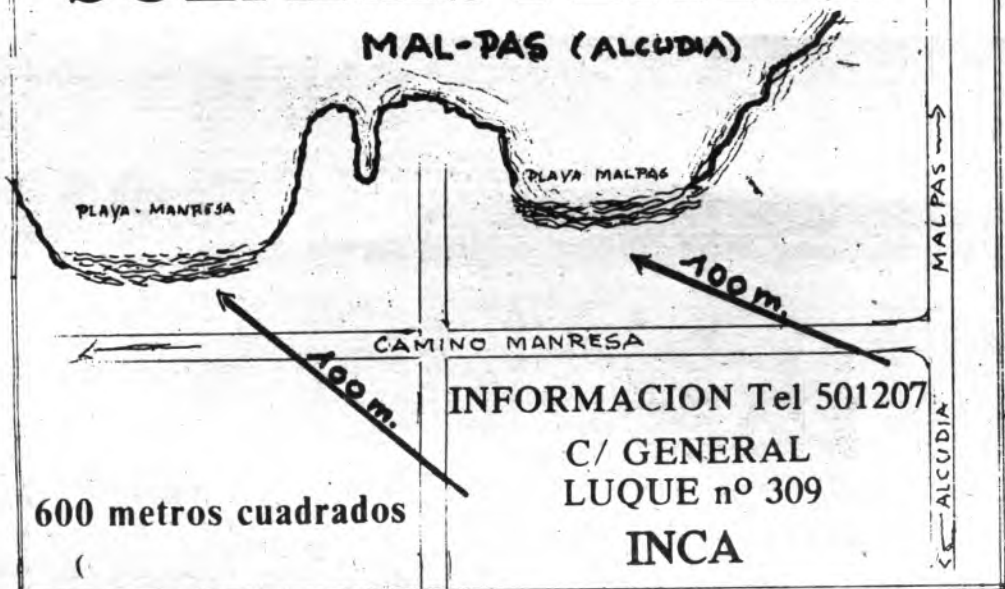 MAL-PAS (ALCUDIA)
PLAYA MALPAS
PLAYA-MANRESA
MALPAS
100 m.
CAMINO MANRESA
100 m.
INFORMACION Tel 501207
C/ GENERAL
LUQUE nº 309
INCA
600 metros cuadrados
ALCUDIA